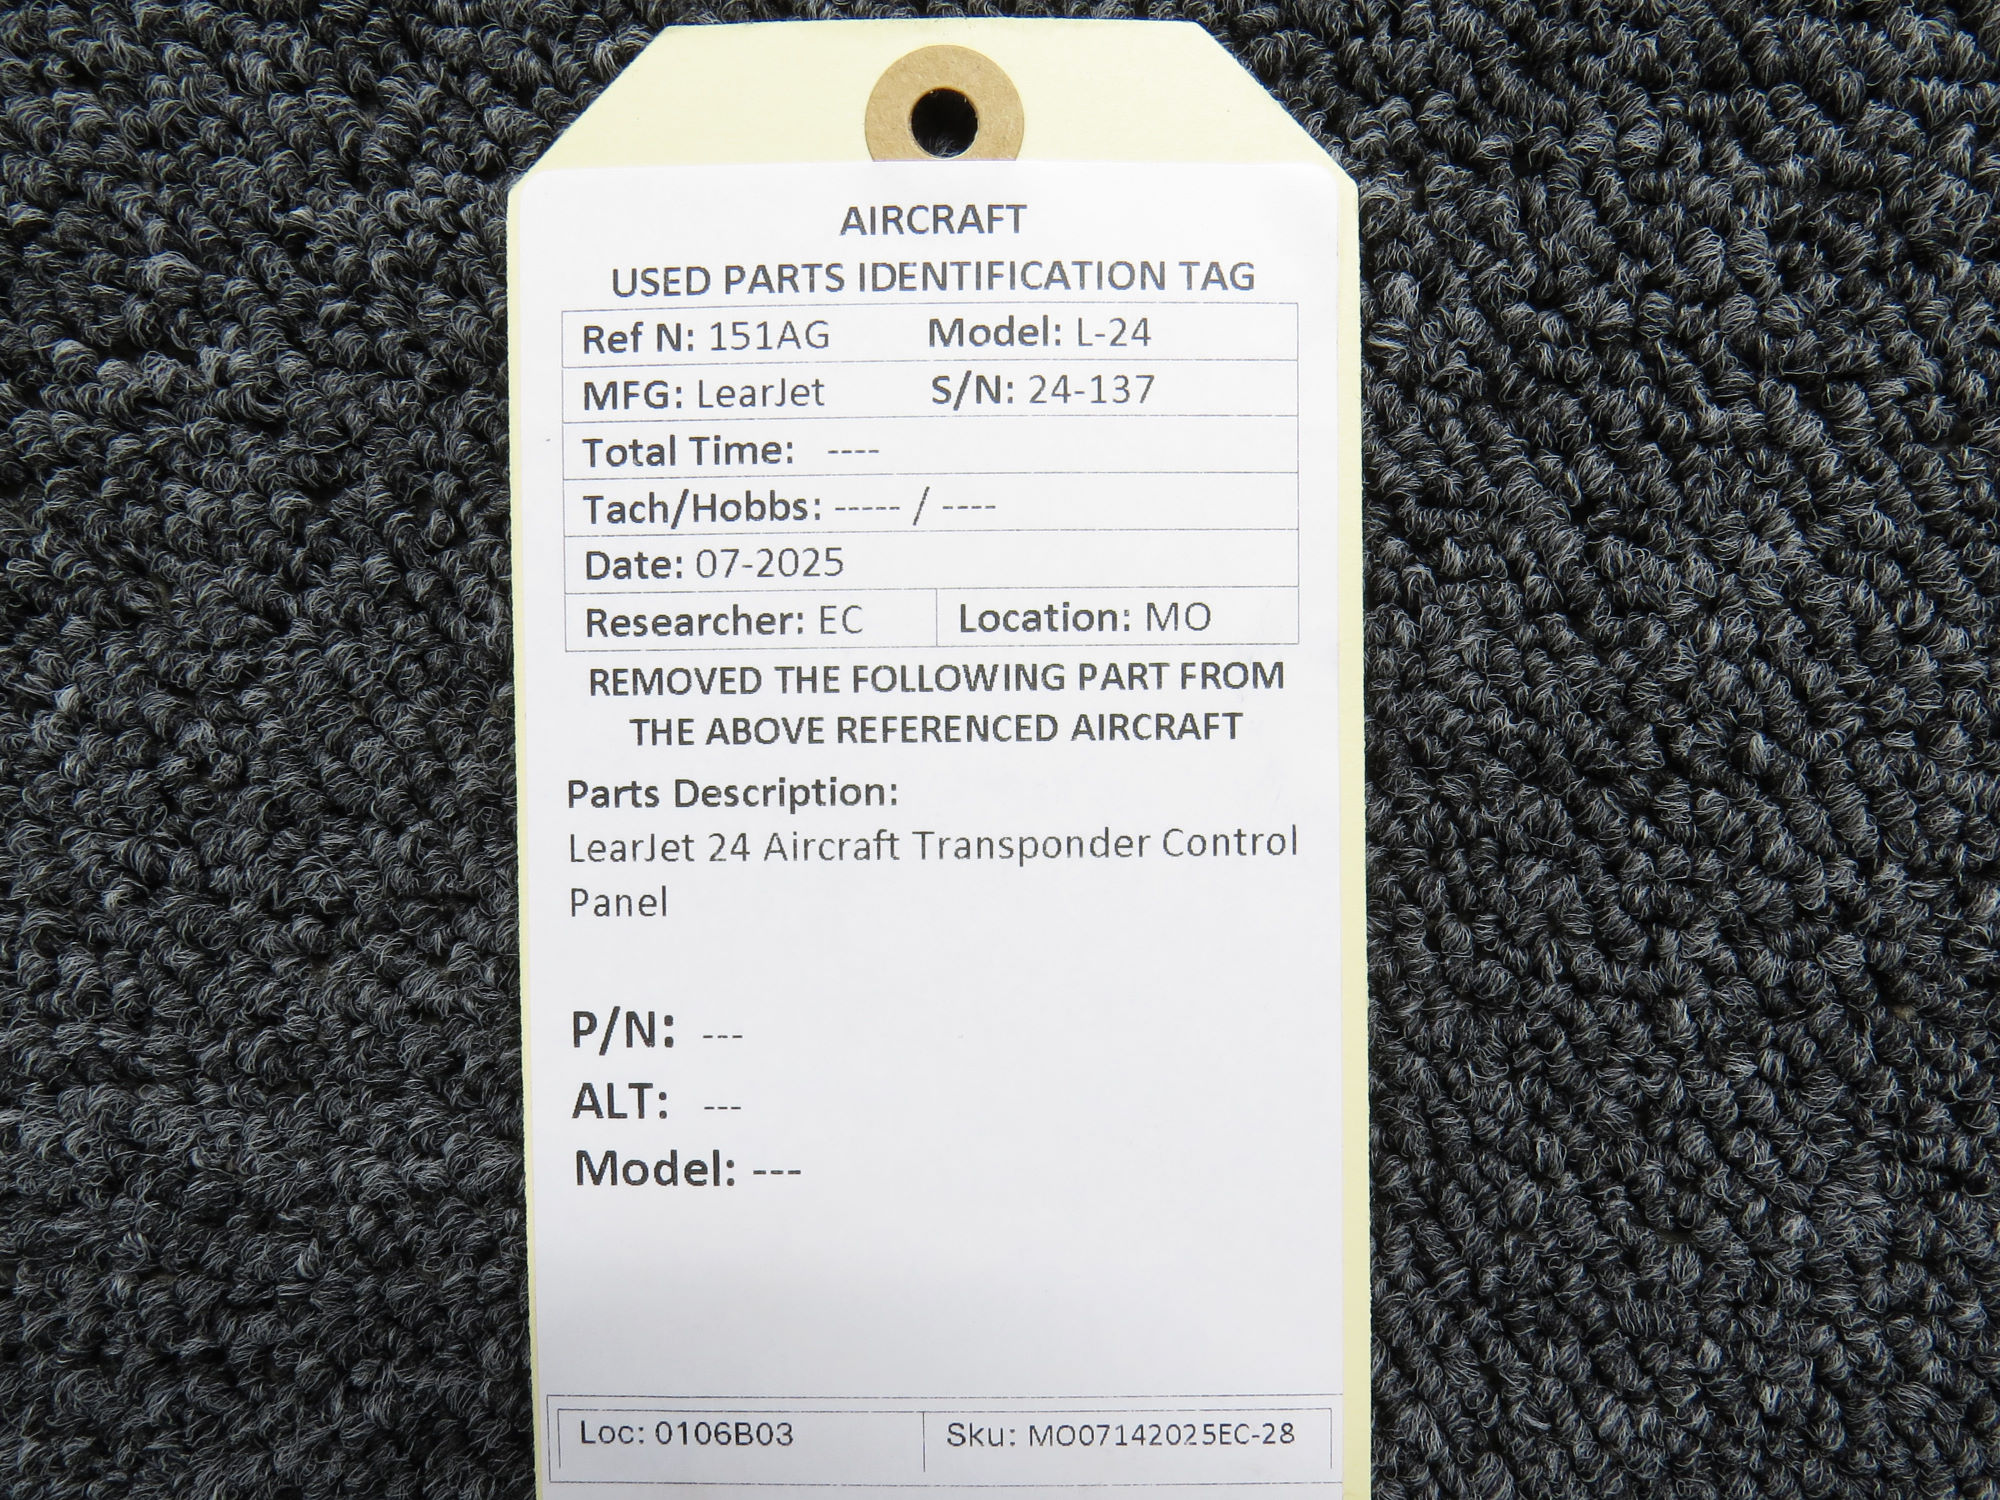 AIRCRAFT
USED PARTS IDENTIFICATION TAG
Ref N: 151AG Model: L-24
MFG: LearJet S/N: 24-137
Total Time: ----
Tach/Hobbs: ----- / ----
Date: 07-2025
Researcher: EC Location: MO
REMOVED THE FOLLOWING PART FROM
THE ABOVE REFERENCED AIRCRAFT
Parts Description:
LearJet 24 Aircraft Transponder Control
Panel
P/N: ---
ALT: ---
Model: ---
Loc: 0106B03 Sku: MO07142025EC-28